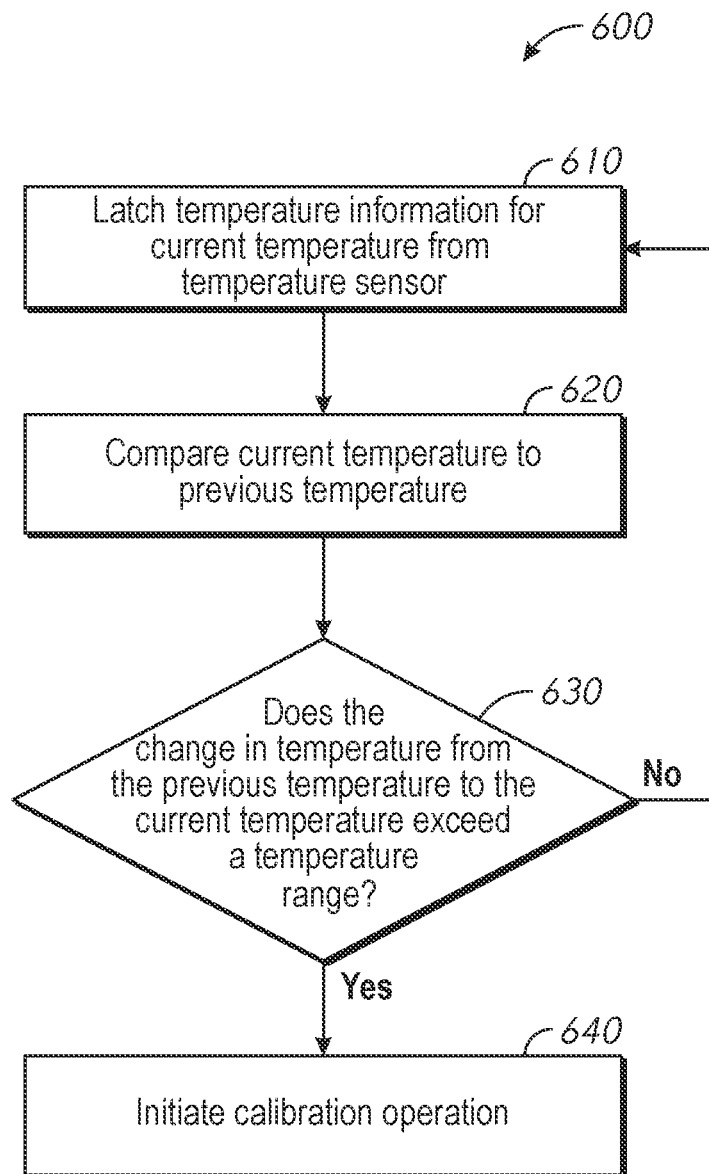 600
610
Latch temperature information for
current temperature from
temperature sensor
620
Compare current temperature to
previous temperature
630
Does the
change in temperature from
the previous temperature to the
current temperature exceed
a temperature
range?
No
Yes
640
Initiate calibration operation